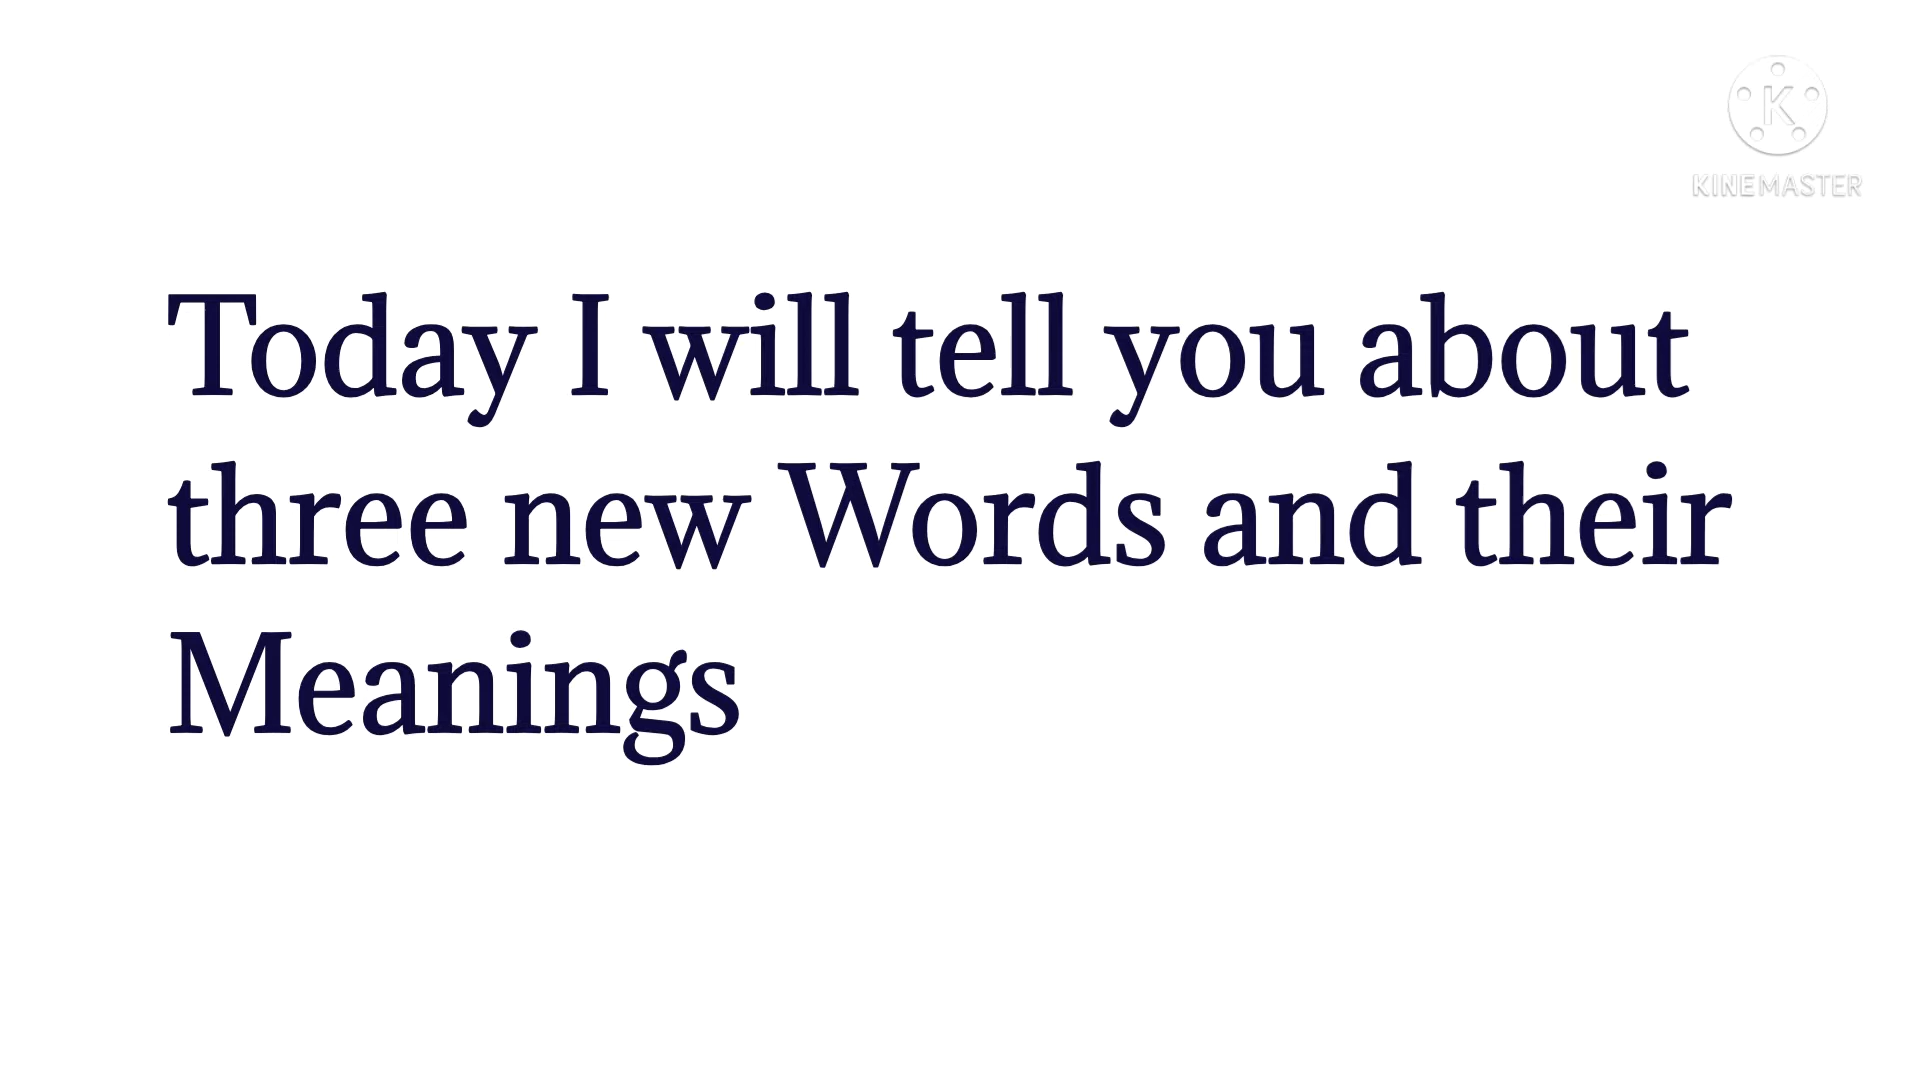 K
KINEMASTER
Today I will tell you about
three new Words and their
Meanings